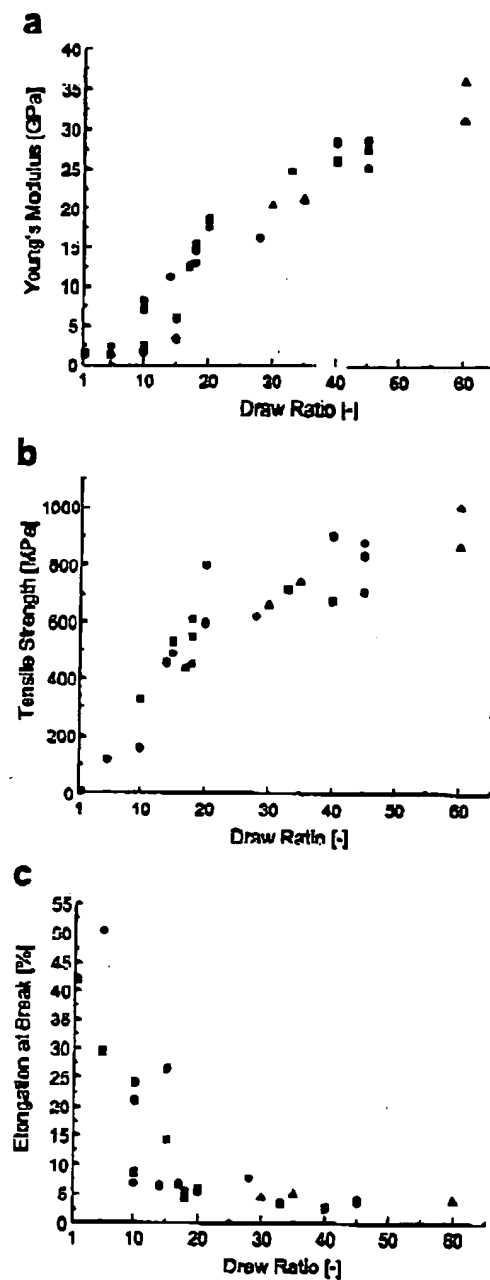 a
40
35
30
25
20
15
10
5
0
Young's Modulus [GPa]
1 10 20 30 40 50 60
Draw Ratio [-]
b
1000
800
600
400
200
0
Tensile Strength [MPa]
1 10 20 30 40 50 60
Draw Ratio [-]
c
55
50
45
40
35
30
25
20
15
10
5
0
Elongation at Break [%]
1 10 20 30 40 50 60
Draw Ratio [-]